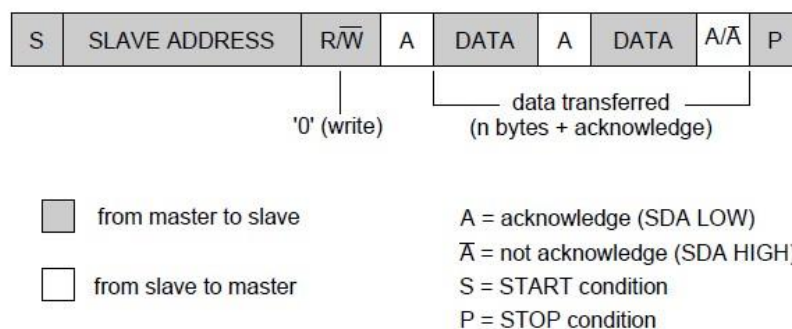 S SLAVE ADDRESS R/W̅ A DATA A DATA A/A̅ P
'0' (write)
data transferred
(n bytes + acknowledge)
from master to slave
from slave to master
A = acknowledge (SDA LOW)
A̅ = not acknowledge (SDA HIGH)
S = START condition
P = STOP condition